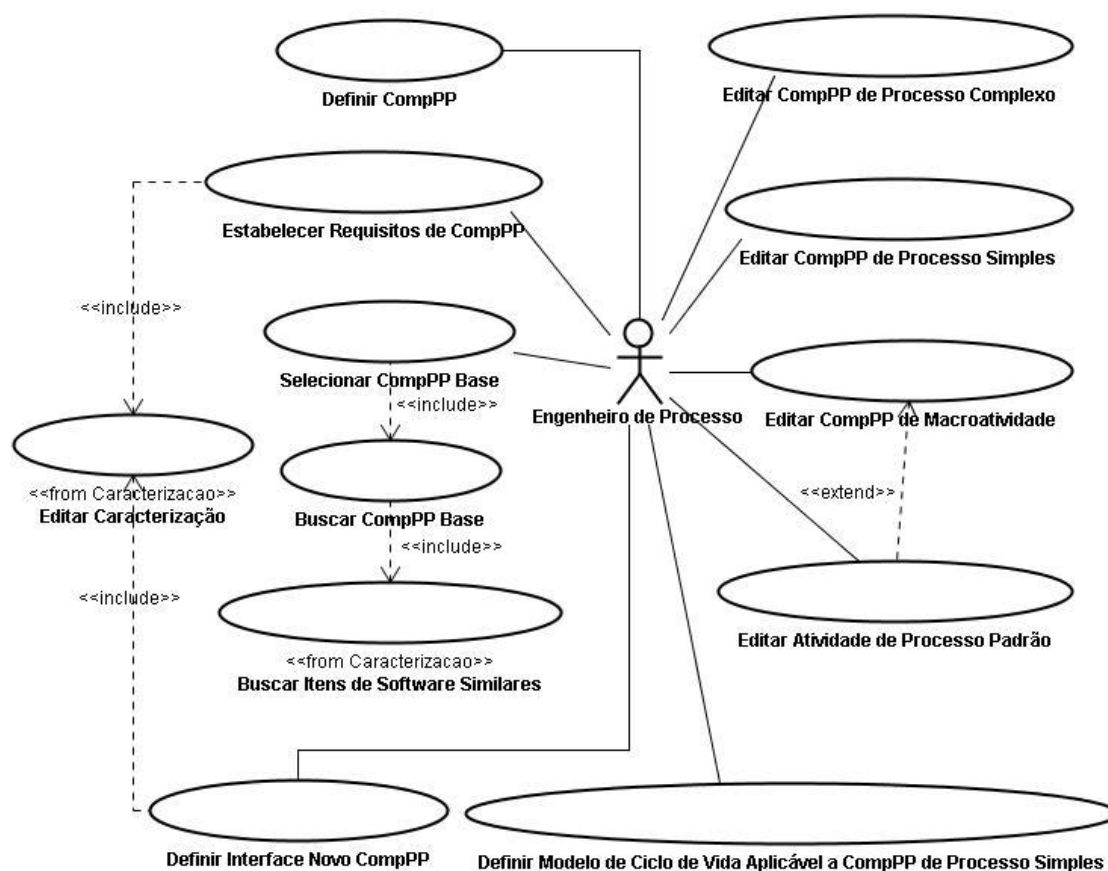 Definir CompPP
Editar CompPP de Processo Complexo
Estabelecer Requisitos de CompPP
Editar CompPP de Processo Simples
<<include>>
Selecionar CompPP Base
<<include>>
Engenheiro de Processo
Editar CompPP de Macroatividade
<<from Caracterizacao>>
Editar Caracterização
Buscar CompPP Base
<<extend>>
<<include>>
<<include>>
Editar Atividade de Processo Padrão
<<from Caracterizacao>>
Buscar Itens de Software Similares
Definir Interface Novo CompPP
Definir Modelo de Ciclo de Vida Aplicável a CompPP de Processo Simples